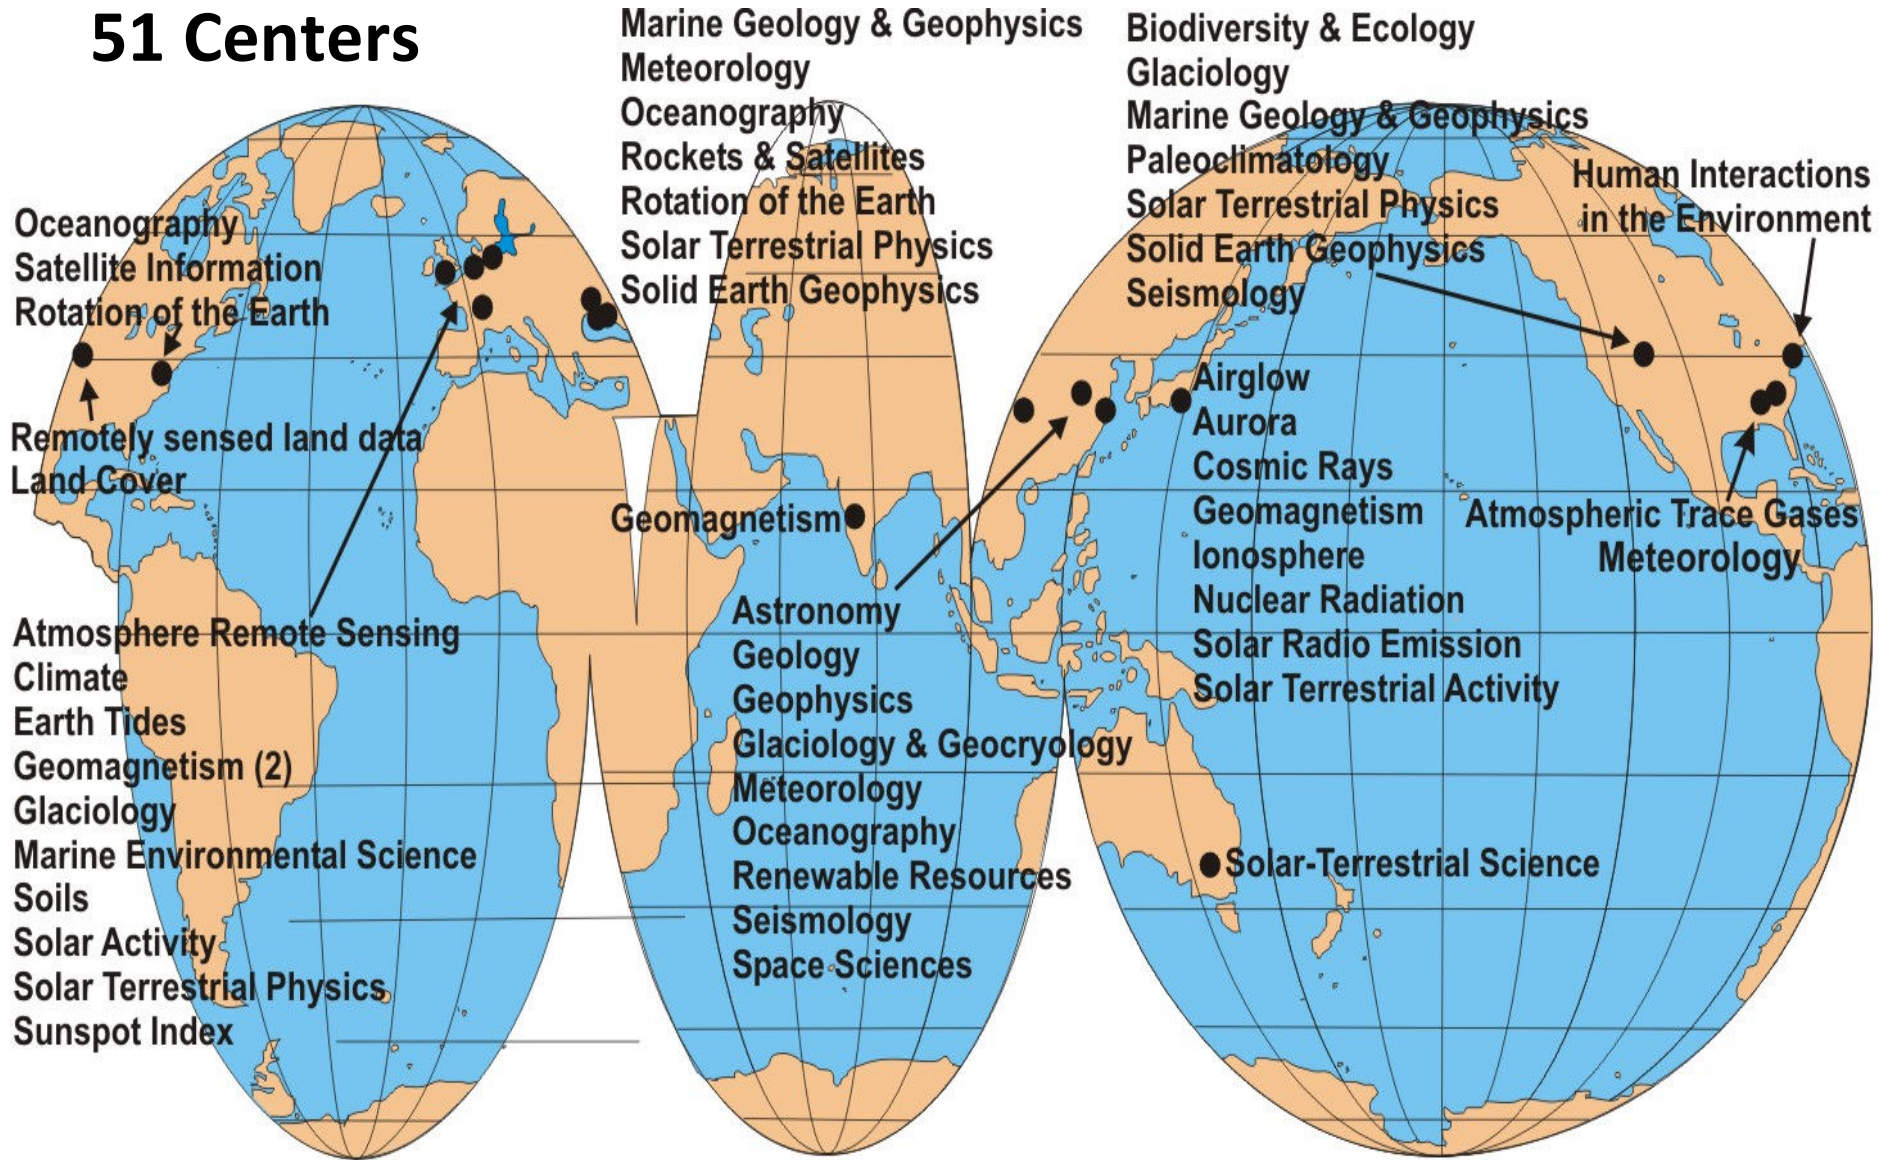 51 Centers
Marine Geology & Geophysics
Meteorology
Oceanography
Rockets & Satellites
Rotation of the Earth
Solar Terrestrial Physics
Solid Earth Geophysics
Biodiversity & Ecology
Glaciology
Marine Geology & Geophysics
Paleoclimatology
Solar Terrestrial Physics
Solid Earth Geophysics
Seismology
Human Interactions
in the Environment
Oceanography
Satellite Information
Rotation of the Earth
Remotely sensed land data
Land Cover
Geomagnetism
Airglow
Aurora
Cosmic Rays
Geomagnetism
Ionosphere
Nuclear Radiation
Solar Radio Emission
Solar Terrestrial Activity
Atmospheric Trace Gases
Meteorology
Atmosphere Remote Sensing
Climate
Earth Tides
Geomagnetism (2)
Glaciology
Marine Environmental Science
Soils
Solar Activity
Solar Terrestrial Physics
Sunspot Index
Astronomy
Geology
Geophysics
Glaciology & Geocryology
Meteorology
Oceanography
Renewable Resources
Seismology
Space Sciences
Solar-Terrestrial Science